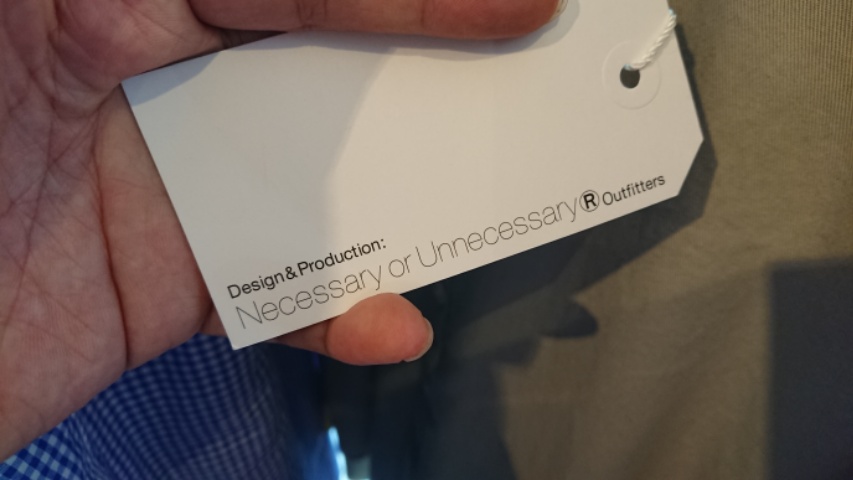 Design & Production:
Necessary or Unnecessary® Outfitters